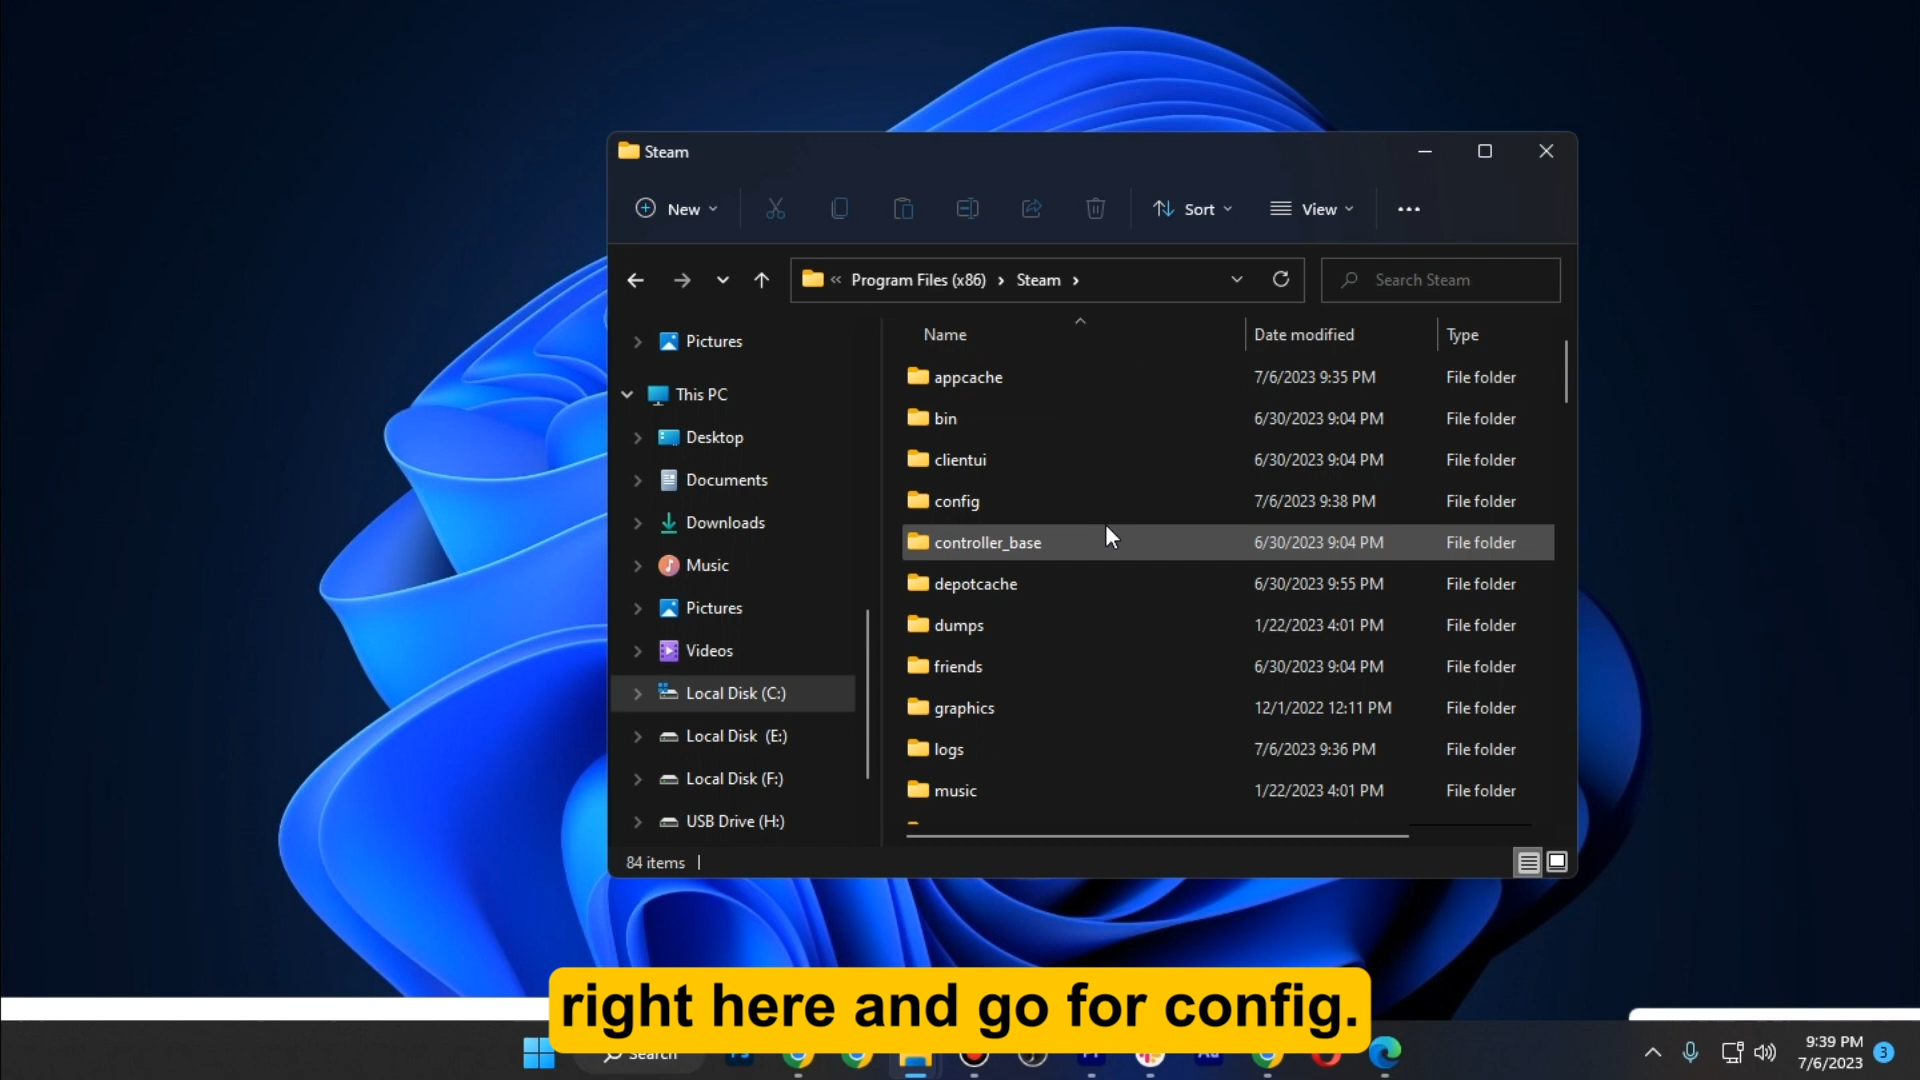 Steam
New
Sort
View
« Program Files (x86) › Steam ›
Search Steam
Pictures
This PC
Desktop
Documents
Downloads
Music
Pictures
Videos
Local Disk (C:)
Local Disk (E:)
Local Disk (F:)
USB Drive (H:)
Name Date modified Type
appcache 7/6/2023 9:35 PM File folder
bin 6/30/2023 9:04 PM File folder
clientui 6/30/2023 9:04 PM File folder
config 7/6/2023 9:38 PM File folder
controller_base 6/30/2023 9:04 PM File folder
depotcache 6/30/2023 9:55 PM File folder
dumps 1/22/2023 4:01 PM File folder
friends 6/30/2023 9:04 PM File folder
graphics 12/1/2022 12:11 PM File folder
logs 7/6/2023 9:36 PM File folder
music 1/22/2023 4:01 PM File folder
84 items
right here and go for config.
Search
9:39 PM
7/6/2023
3